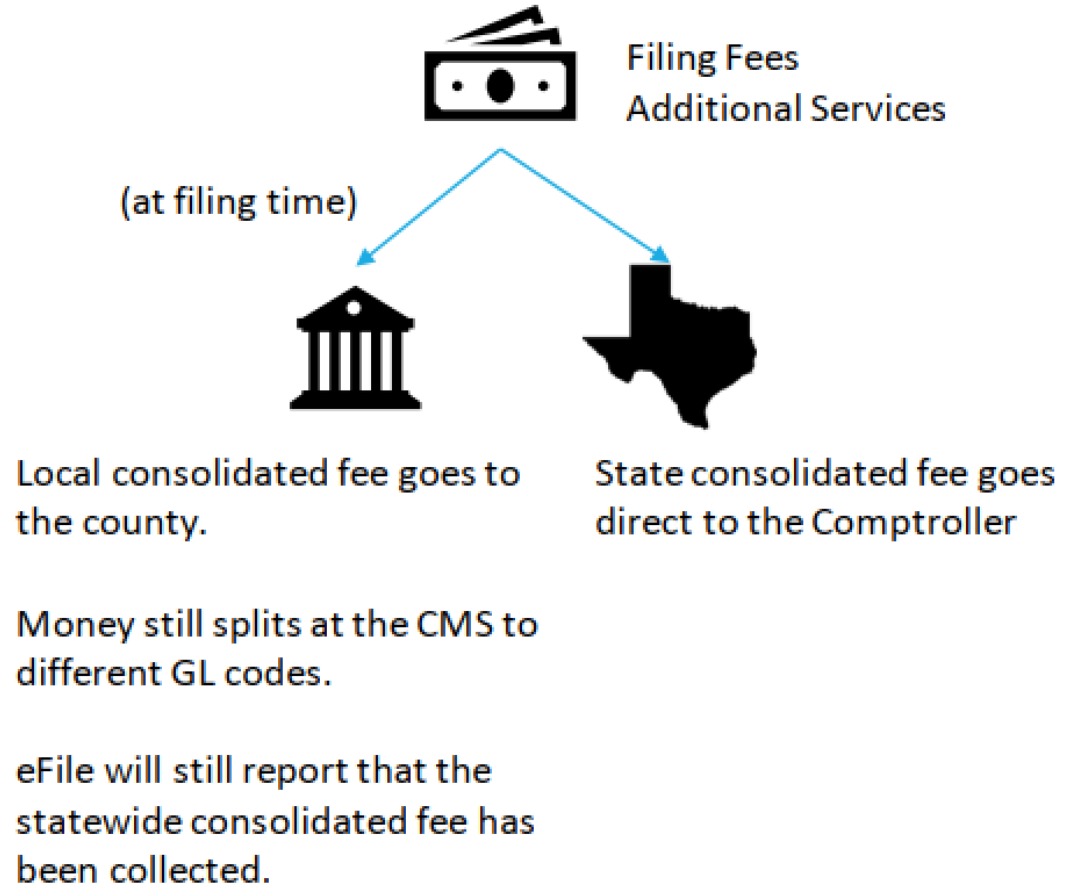 Filing Fees
Additional Services
(at filing time)
Local consolidated fee goes to
the county.
State consolidated fee goes
direct to the Comptroller
Money still splits at the CMS to
different GL codes.
eFile will still report that the
statewide consolidated fee has
been collected.